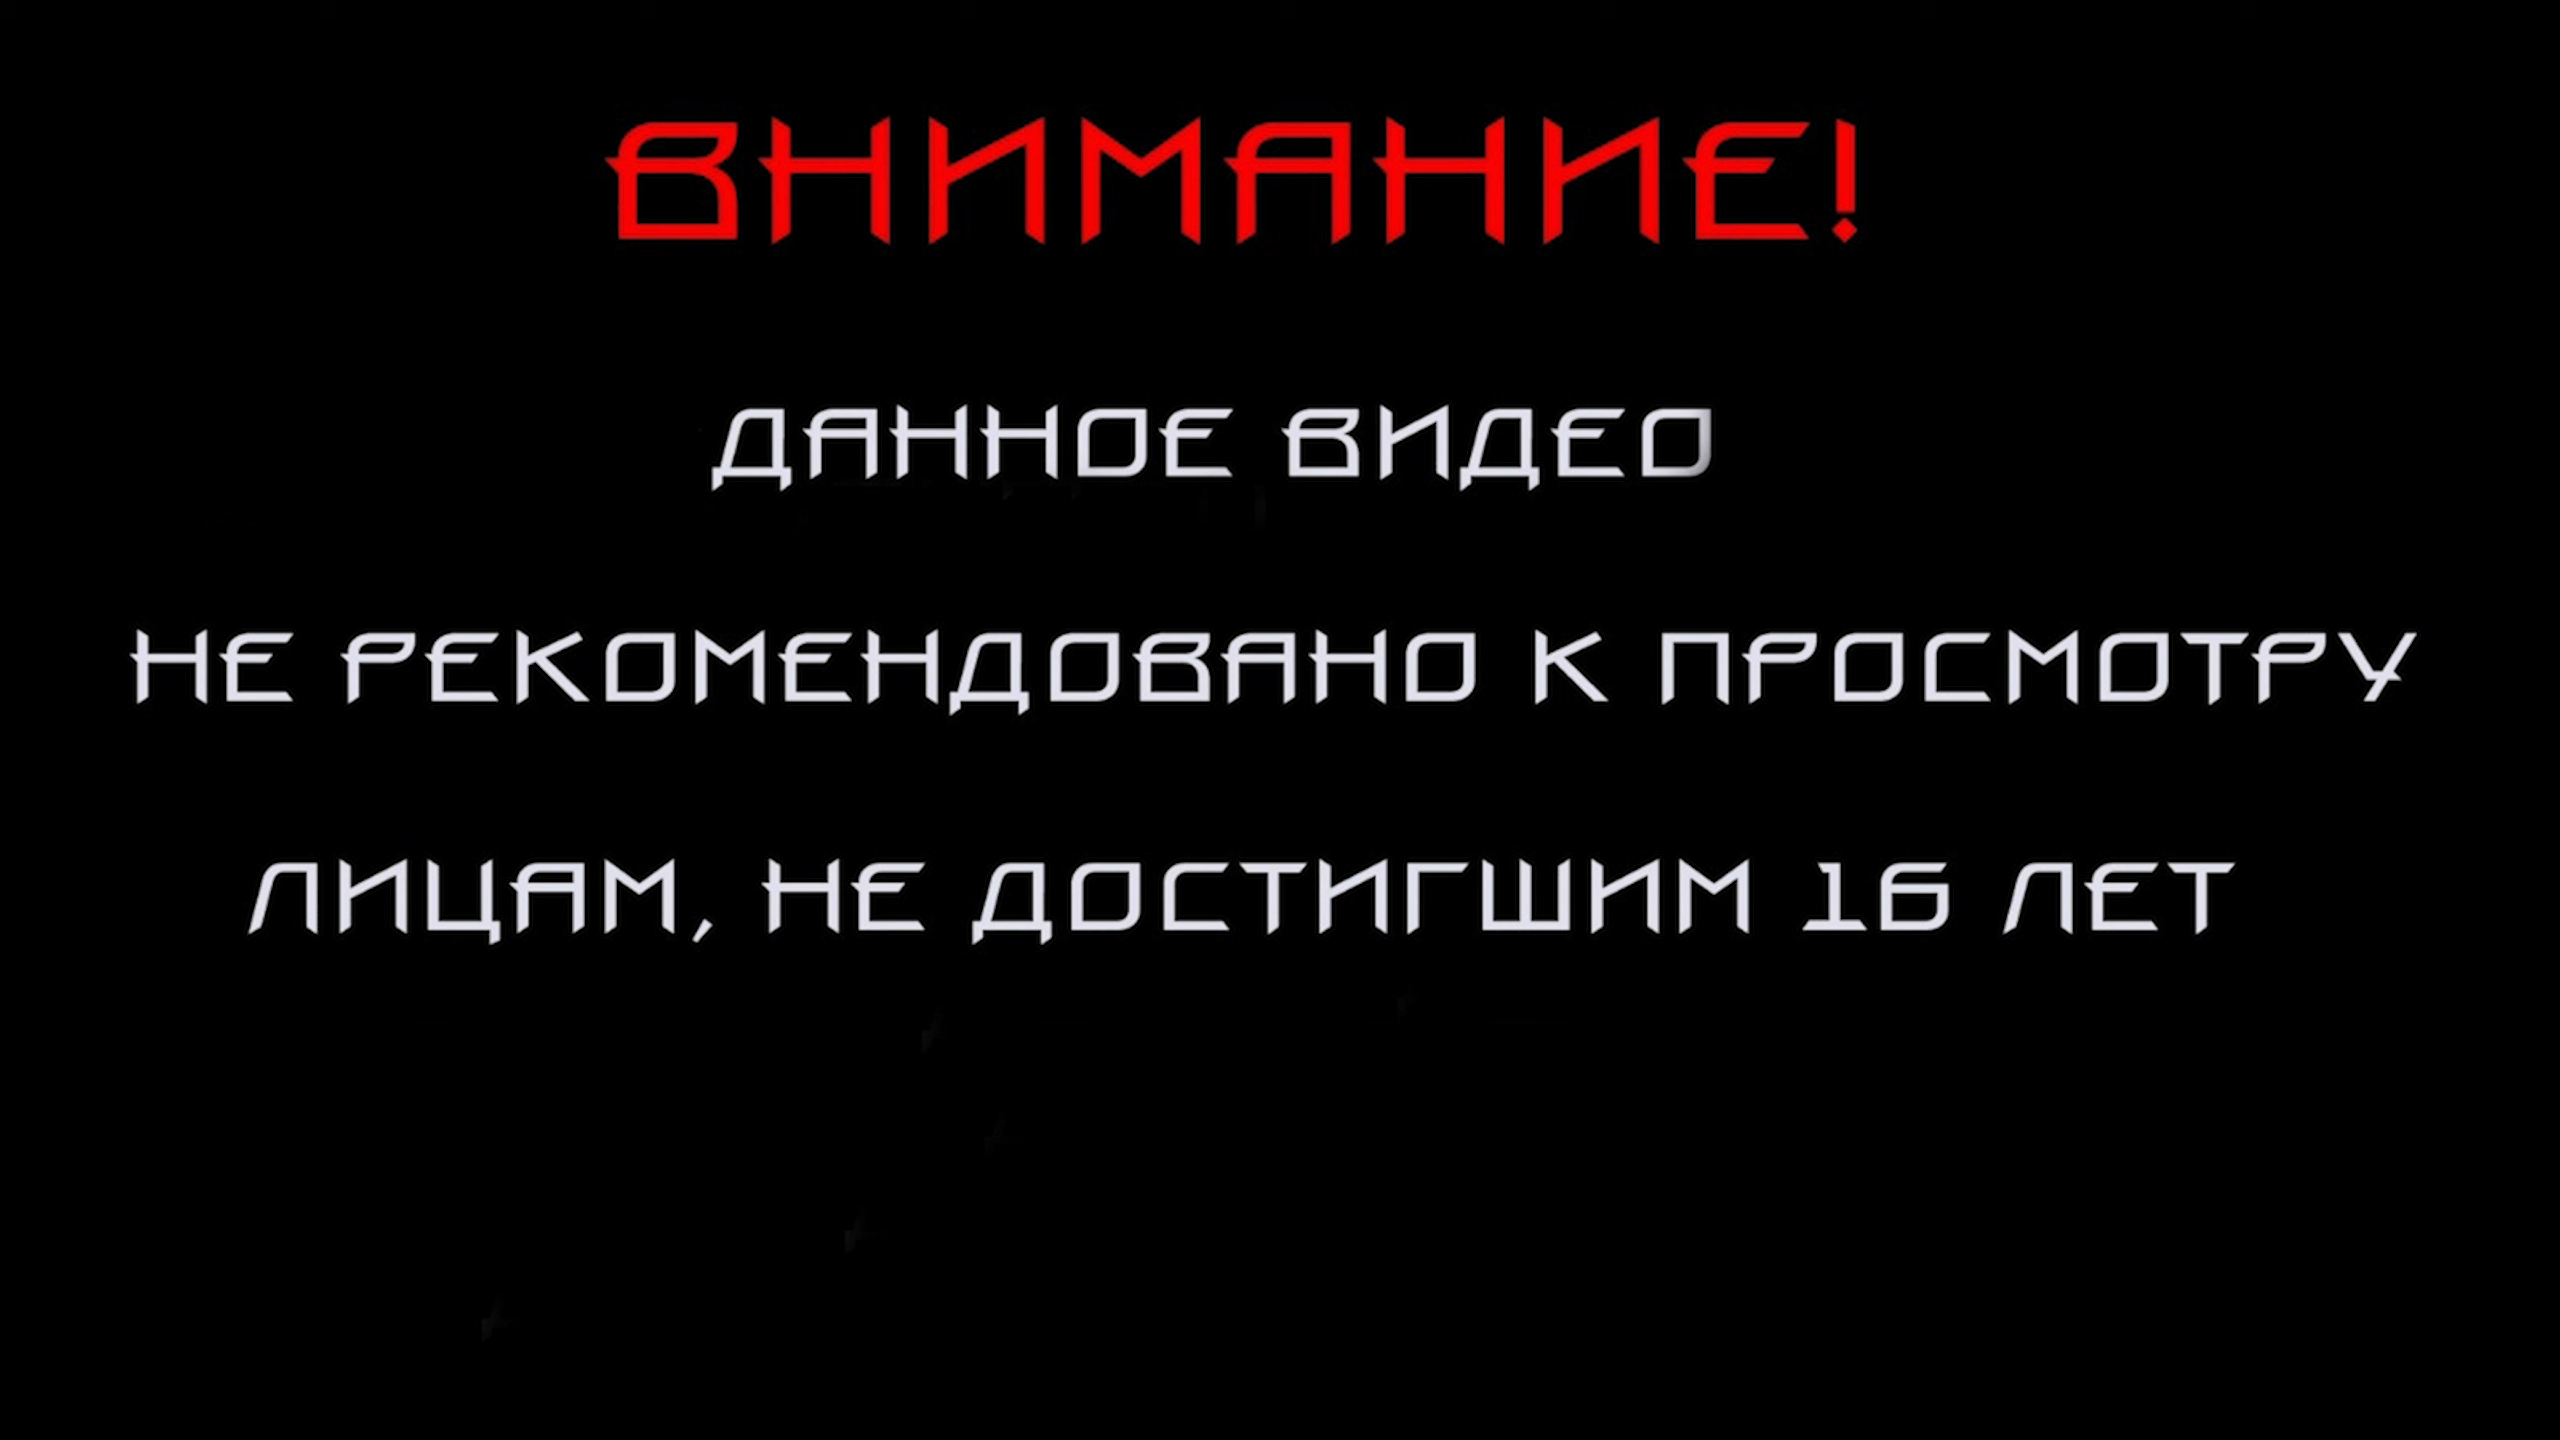 ВНИМАНИЕ!
ДАННОЕ ВИДЕО
НЕ РЕКОМЕНДОВАНО К ПРОСМОТРУ
ЛИЦАМ, НЕ ДОСТИГШИМ 16 ЛЕТ